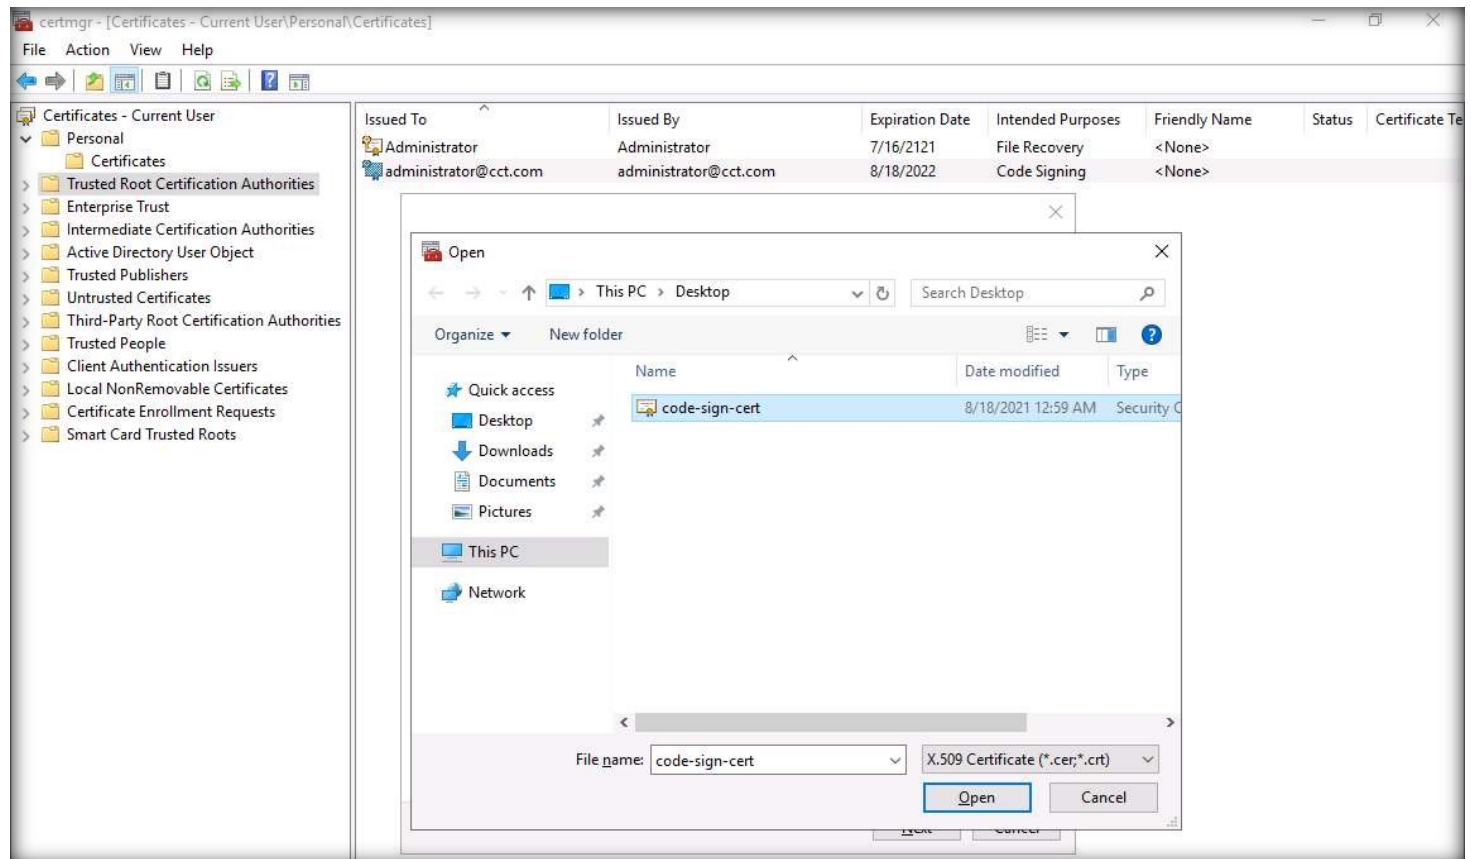 certmgr - [Certificates - Current User\Personal\Certificates]
File Action View Help
Certificates - Current User
Personal
Certificates
Trusted Root Certification Authorities
Enterprise Trust
Intermediate Certification Authorities
Active Directory User Object
Trusted Publishers
Untrusted Certificates
Third-Party Root Certification Authorities
Trusted People
Client Authentication Issuers
Local NonRemovable Certificates
Certificate Enrollment Requests
Smart Card Trusted Roots
Issued To Issued By Expiration Date Intended Purposes Friendly Name Status Certificate Te
Administrator Administrator 7/16/2121 File Recovery <None>
administrator@cct.com administrator@cct.com 8/18/2022 Code Signing <None>
Open
This PC > Desktop
Search Desktop
Organize New folder
Quick access
Desktop
Downloads
Documents
Pictures
This PC
Network
Name Date modified Type
code-sign-cert 8/18/2021 12:59 AM Security C
File name: code-sign-cert X.509 Certificate (*.cer;*.crt)
Open Cancel
Next Cancel